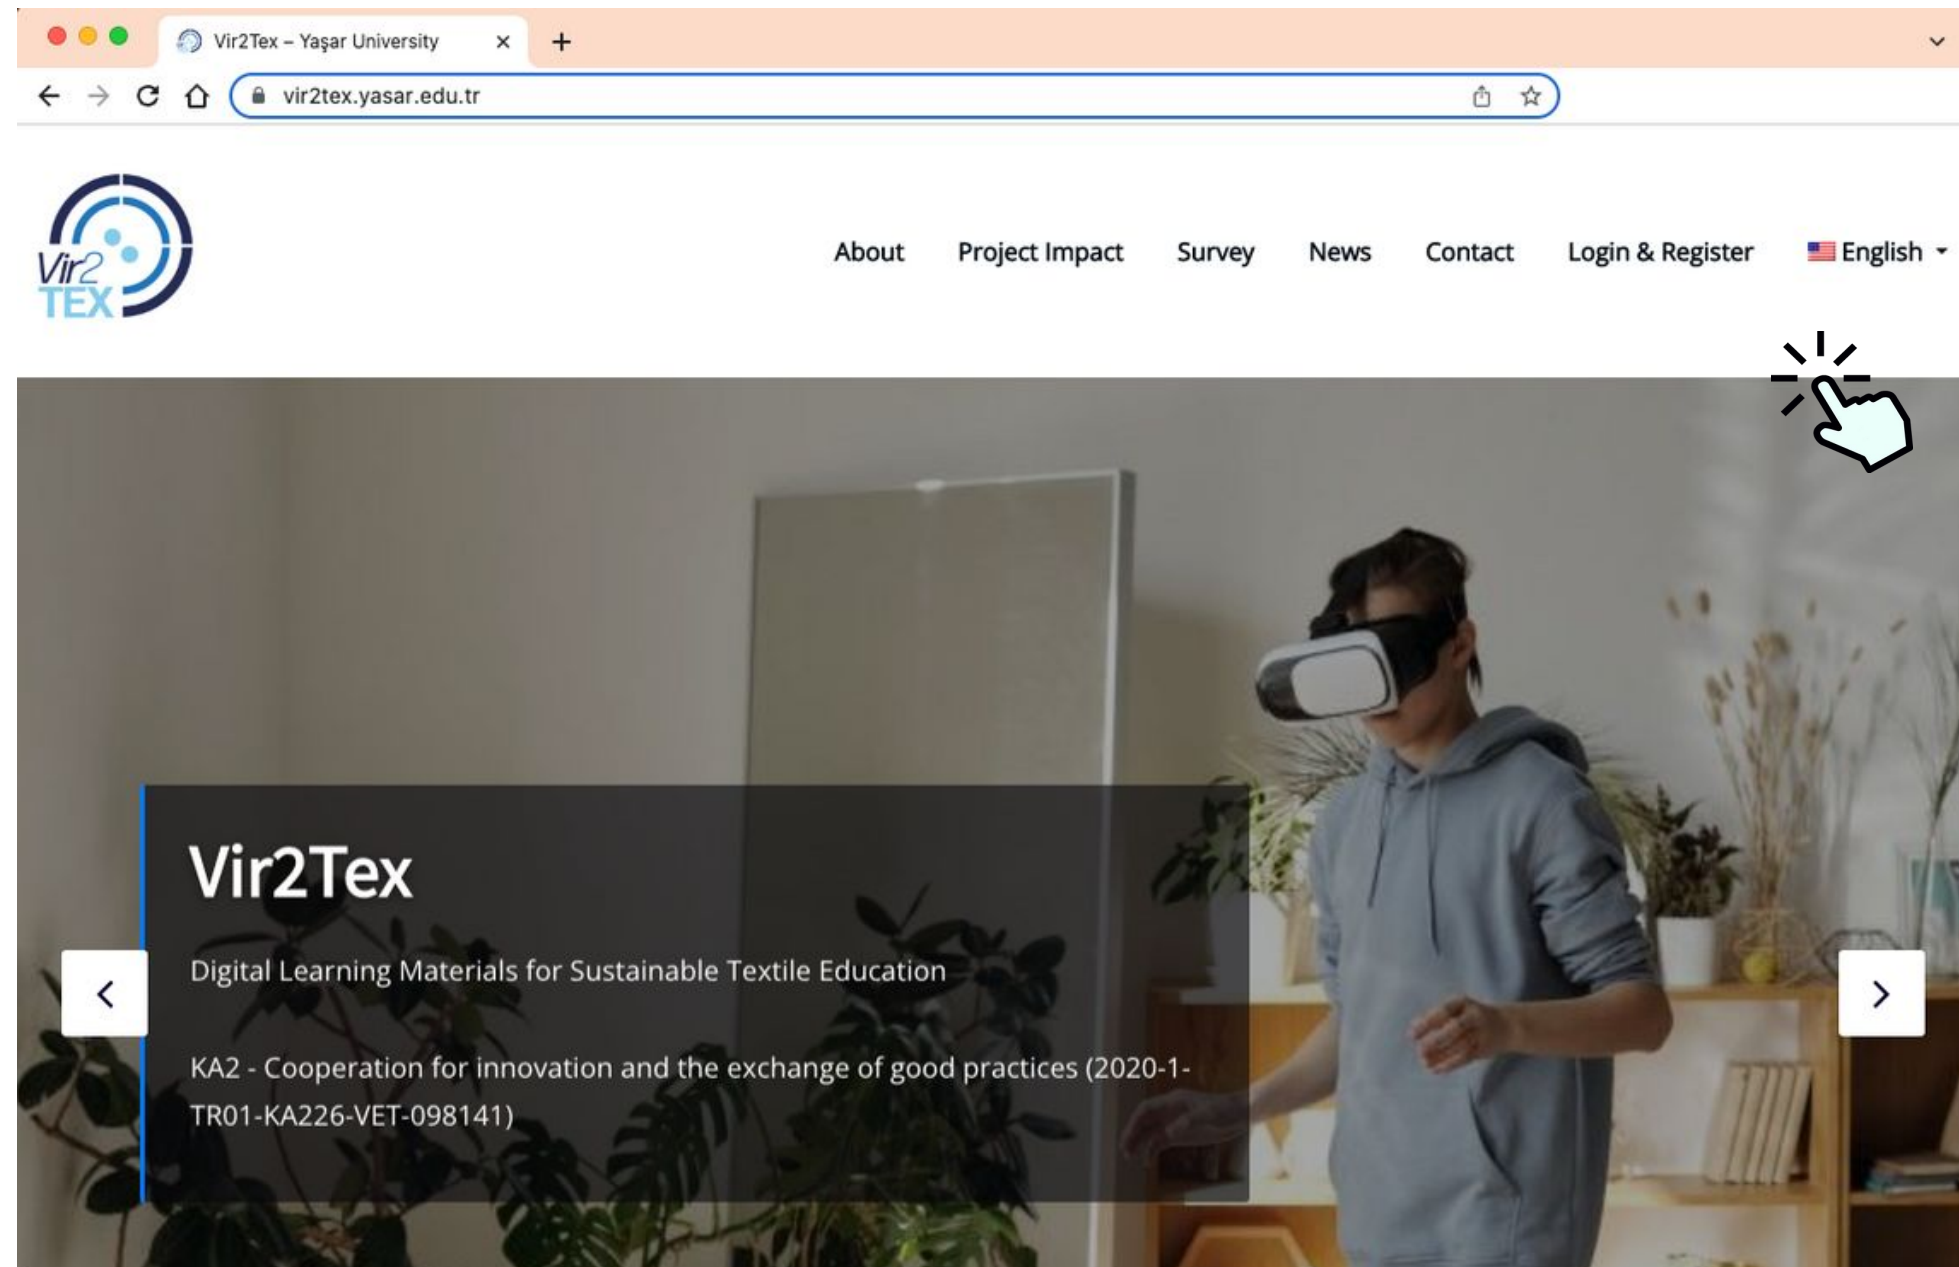 Vir2Tex – Yaşar University
vir2tex.yasar.edu.tr
Vir2
TEX
About Project Impact Survey News Contact Login & Register English
Vir2Tex
Digital Learning Materials for Sustainable Textile Education
KA2 - Cooperation for innovation and the exchange of good practices (2020-1-
TR01-KA226-VET-098141)